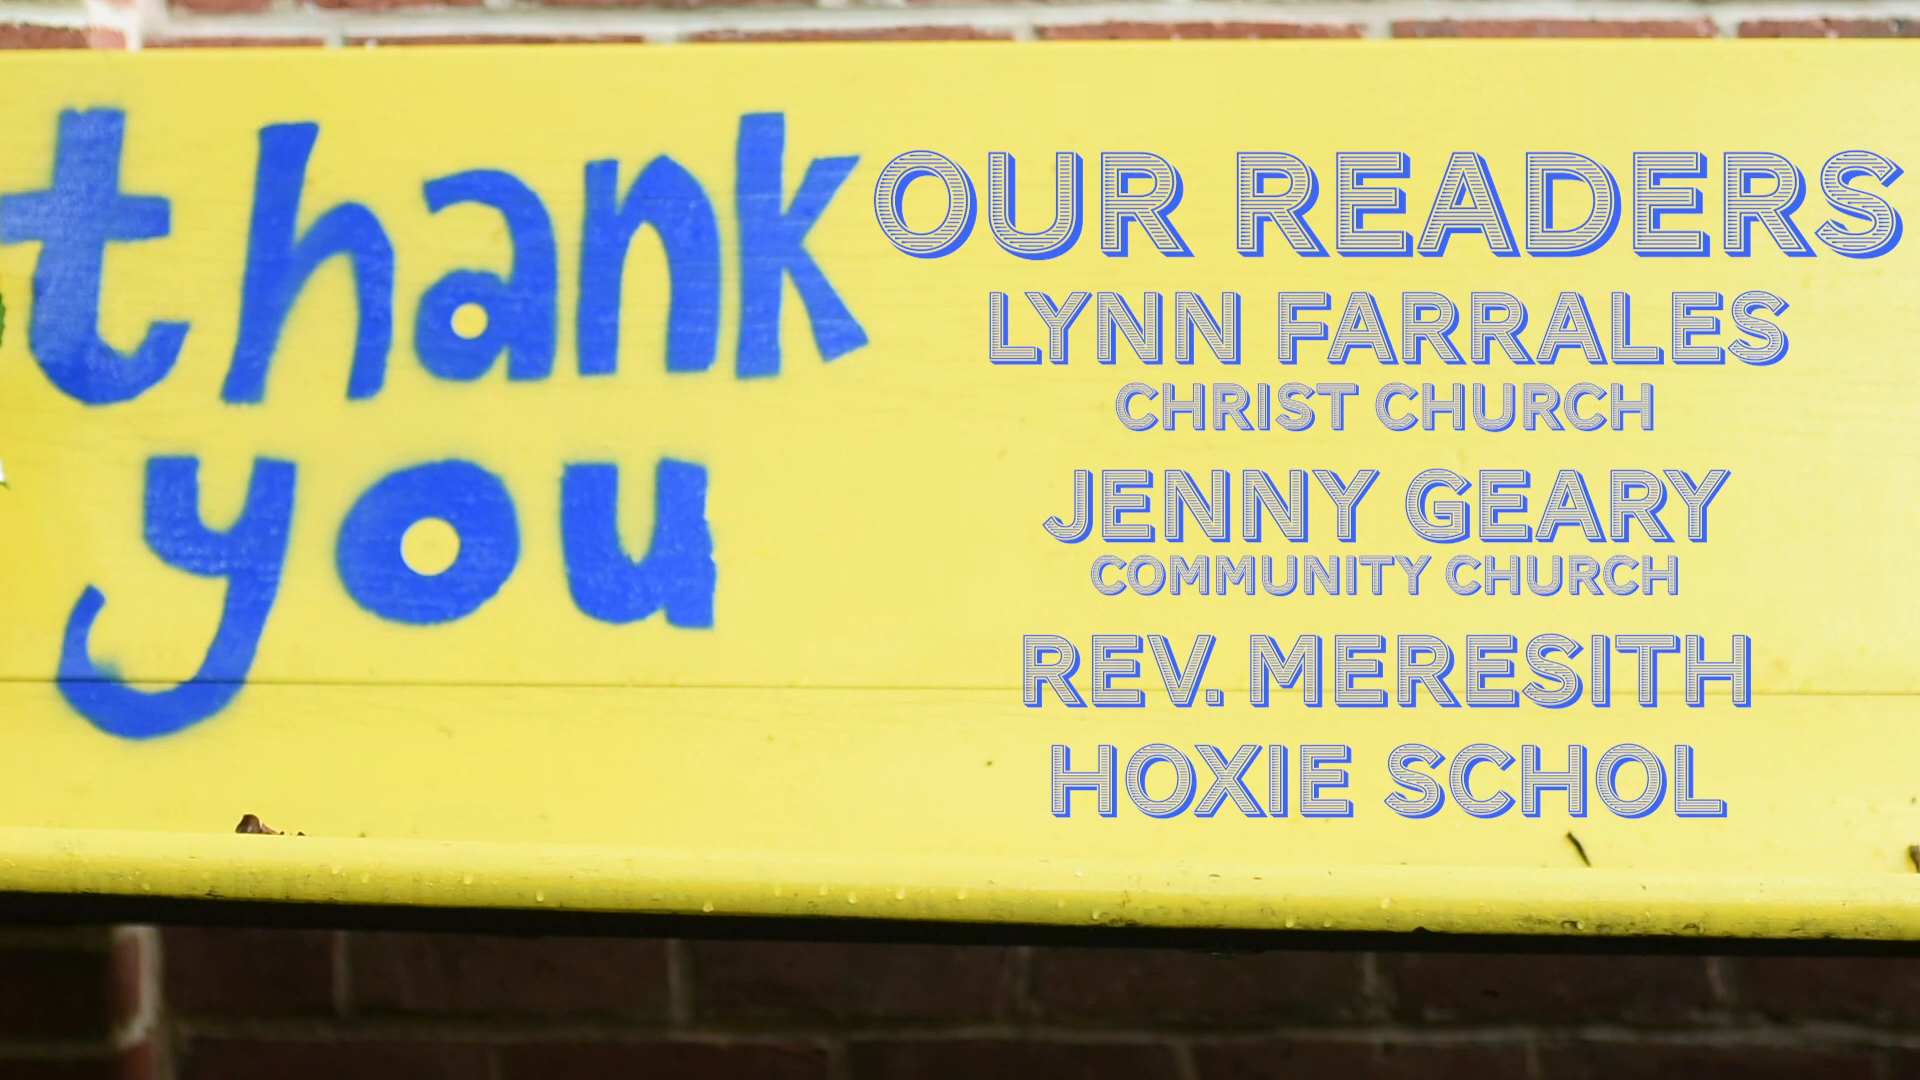 thank
you
OUR READERS
LYNN FARRALES
CHRIST CHURCH
JENNY GEARY
COMMUNITY CHURCH
REV. MERESITH
HOXIE SCHOL